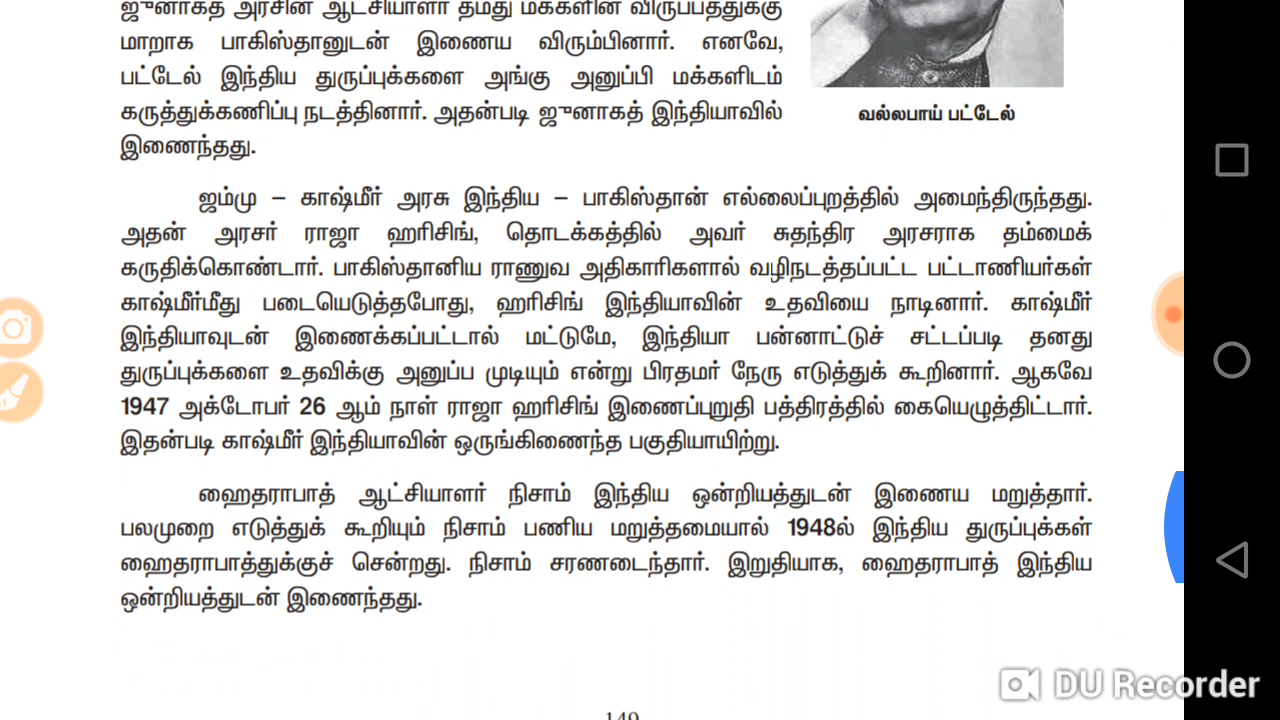 ஜுனாகத் அரசின் ஆட்சியாளர் தமது மக்களின் விருப்பத்துக்கு
மாறாக பாகிஸ்தானுடன் இணைய விரும்பினார். எனவே,
பட்டேல் இந்திய துருப்புக்களை அங்கு அனுப்பி மக்களிடம்
கருத்துக்கணிப்பு நடத்தினார். அதன்படி ஜுனாகத் இந்தியாவில்
இணைந்தது.
வல்லபாய் பட்டேல்
ஜம்மு – காஷ்மீர் அரசு இந்திய – பாகிஸ்தான் எல்லைப்புறத்தில் அமைந்திருந்தது.
அதன் அரசர் ராஜா ஹரிசிங், தொடக்கத்தில் அவர் சுதந்திர அரசராக தம்மைக்
கருதிக்கொண்டார். பாகிஸ்தானிய ராணுவ அதிகாரிகளால் வழிநடத்தப்பட்ட பட்டாணியர்கள்
காஷ்மீர்மீது படையெடுத்தபோது, ஹரிசிங் இந்தியாவின் உதவியை நாடினார். காஷ்மீர்
இந்தியாவுடன் இணைக்கப்பட்டால் மட்டுமே, இந்தியா பன்னாட்டுச் சட்டப்படி தனது
துருப்புக்களை உதவிக்கு அனுப்ப முடியும் என்று பிரதமர் நேரு எடுத்துக் கூறினார். ஆகவே
1947 அக்டோபர் 26 ஆம் நாள் ராஜா ஹரிசிங் இணைப்புறுதி பத்திரத்தில் கையெழுத்திட்டார்.
இதன்படி காஷ்மீர் இந்தியாவின் ஒருங்கிணைந்த பகுதியாயிற்று.
ஹைதராபாத் ஆட்சியாளர் நிசாம் இந்திய ஒன்றியத்துடன் இணைய மறுத்தார்.
பலமுறை எடுத்துக் கூறியும் நிசாம் பணிய மறுத்தமையால் 1948ல் இந்திய துருப்புக்கள்
ஹைதராபாத்துக்குச் சென்றது. நிசாம் சரணடைந்தார். இறுதியாக, ஹைதராபாத் இந்திய
ஒன்றியத்துடன் இணைந்தது.
149
DU Recorder